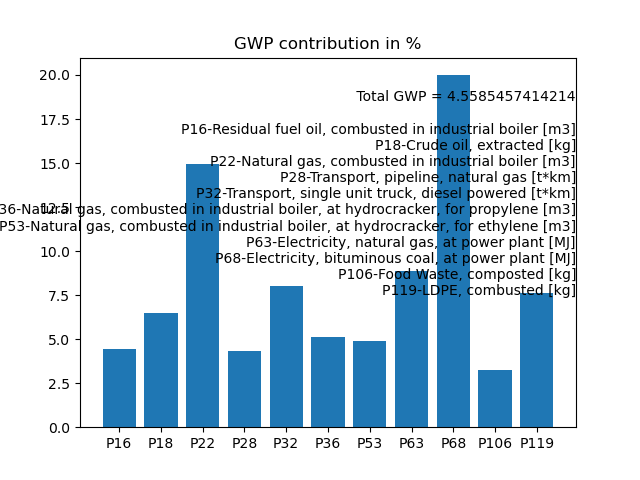 GWP contribution in %
20.0
Total GWP = 4.5585457414214
17.5
P16-Residual fuel oil, combusted in industrial boiler [m3]
P18-Crude oil, extracted [kg]
15.0
P22-Natural gas, combusted in industrial boiler [m3]
P28-Transport, pipeline, natural gas [t*km]
P32-Transport, single unit truck, diesel powered [t*km]
12.5
36-Natural gas, combusted in industrial boiler, at hydrocracker, for propylene [m3]
P53-Natural gas, combusted in industrial boiler, at hydrocracker, for ethylene [m3]
P63-Electricity, natural gas, at power plant [MJ]
10.0
P68-Electricity, bituminous coal, at power plant [MJ]
P106-Food Waste, composted [kg]
7.5
P119-LDPE, combusted [kg]
5.0
2.5
0.0
P16 P18 P22 P28 P32 P36 P53 P63 P68 P106 P119